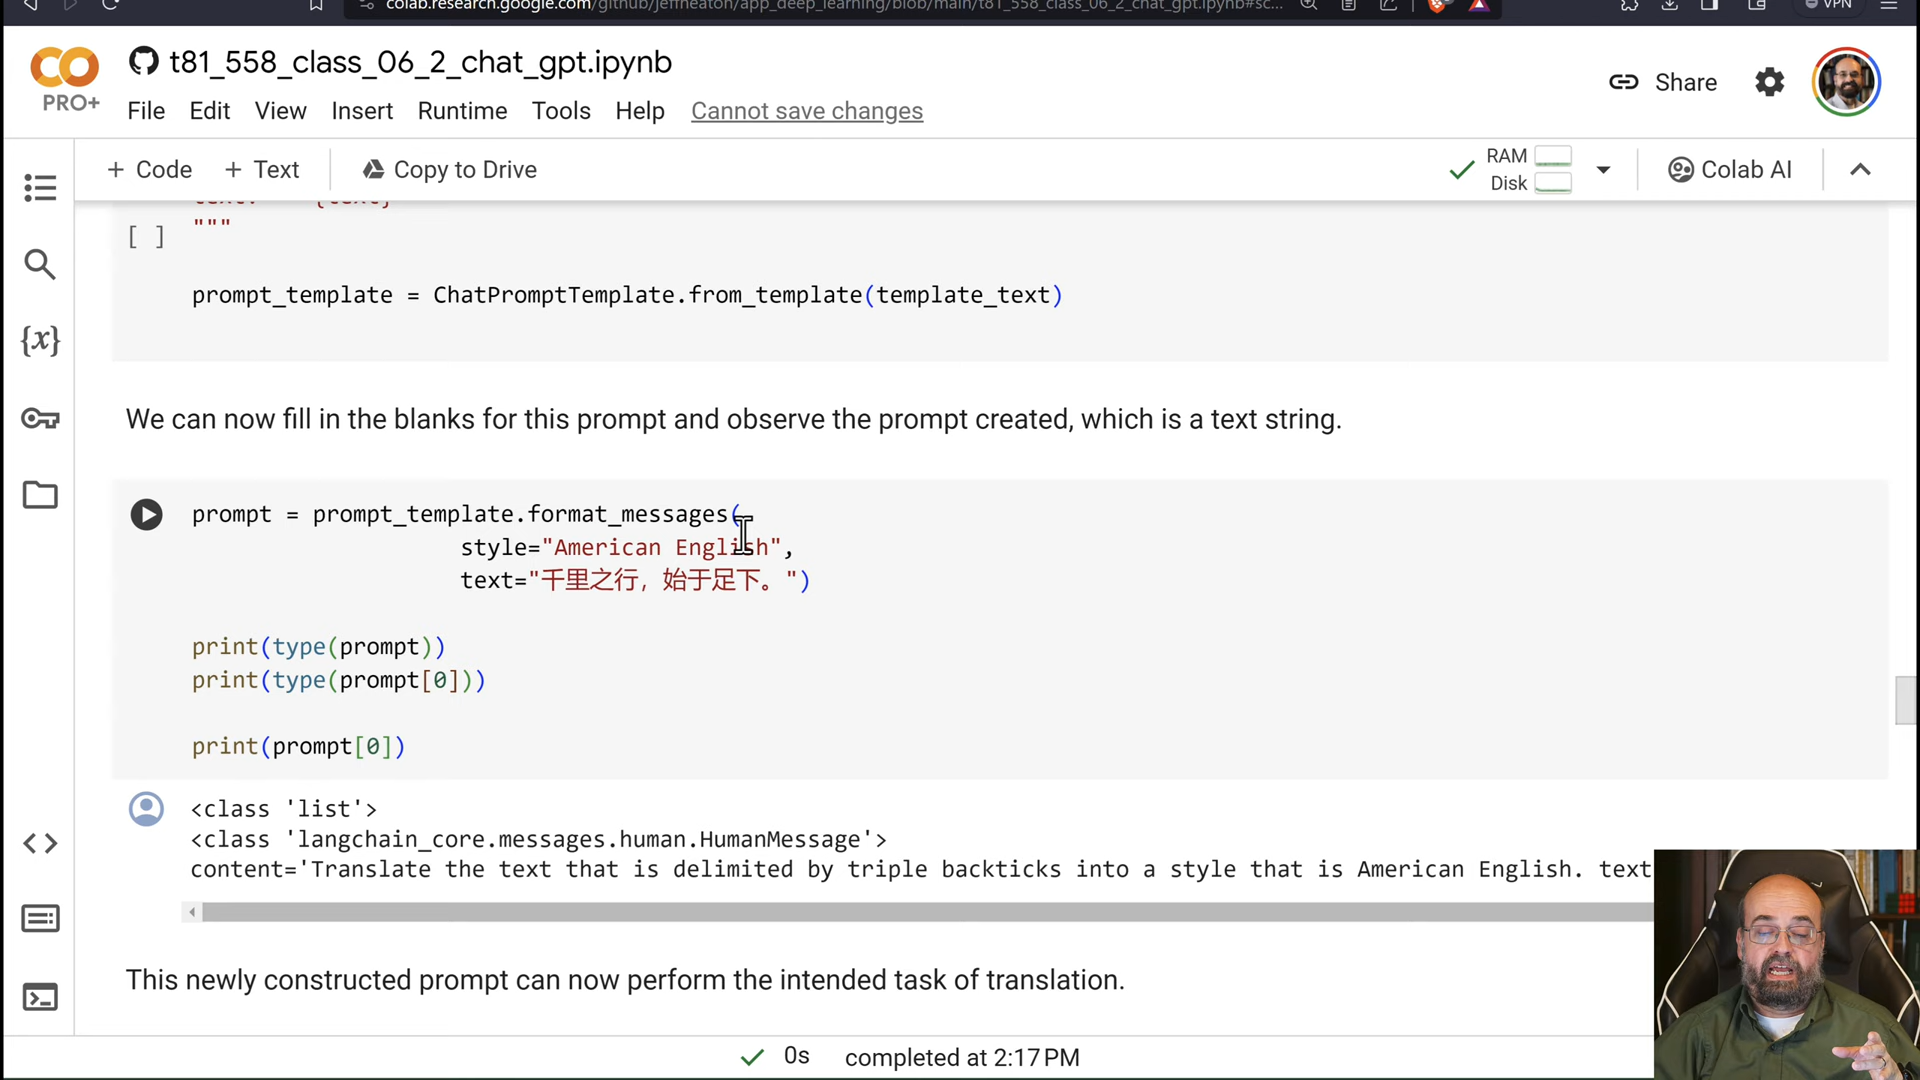 colab.research.google.com/github/jeffheaton/app_deep_learning/blob/main/t81_558_class_06_2_chat_gpt.ipynb#sc...
VPN
t81_558_class_06_2_chat_gpt.ipynb
Share
PRO+
File Edit View Insert Runtime Tools Help Cannot save changes
+ Code + Text Copy to Drive
RAM
Disk
Colab AI
text: ```{text}
[ ] """
prompt_template = ChatPromptTemplate.from_template(template_text)
We can now fill in the blanks for this prompt and observe the prompt created, which is a text string.
prompt = prompt_template.format_messages(
style="American English",
text="千里之行，始于足下。")
print(type(prompt))
print(type(prompt[0]))
print(prompt[0])
<class 'list'>
<class 'langchain_core.messages.human.HumanMessage'>
content='Translate the text that is delimited by triple backticks into a style that is American English. text
This newly constructed prompt can now perform the intended task of translation.
0s completed at 2:17 PM